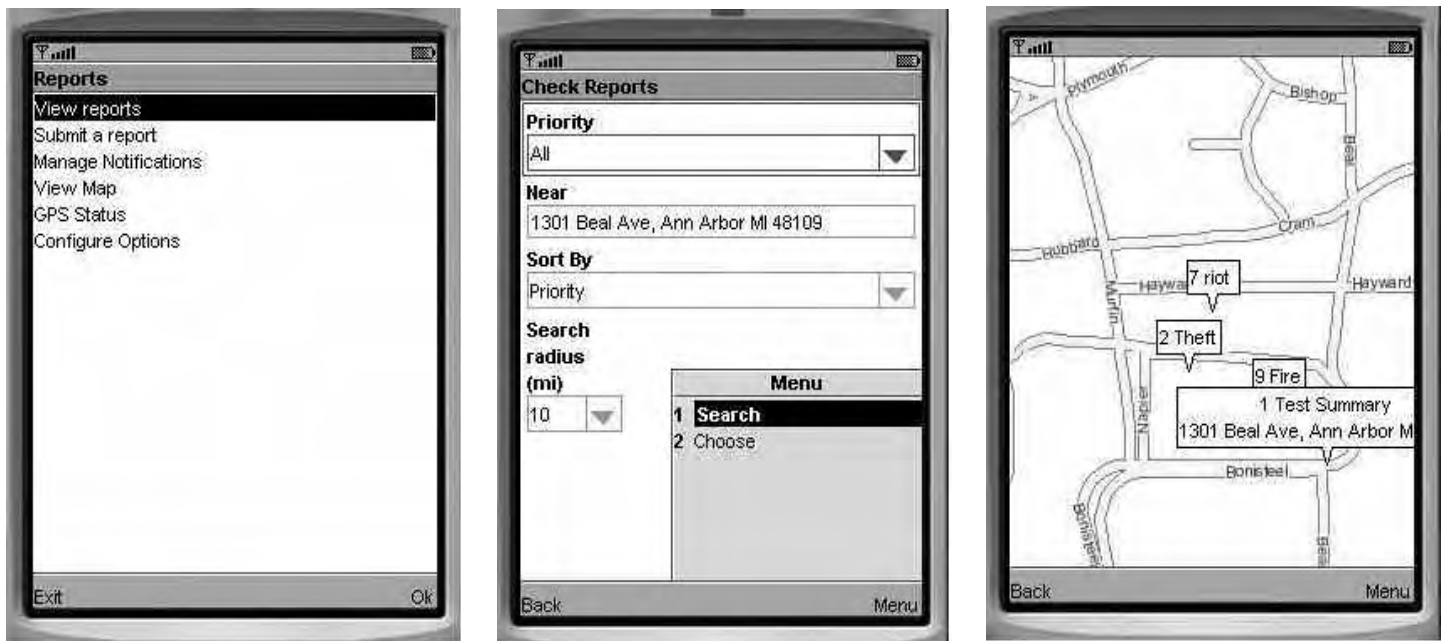 Reports
View reports
Submit a report
Manage Notifications
View Map
GPS Status
Configure Options
Exit
Ok
Check Reports
Priority
All
Near
1301 Beal Ave, Ann Arbor MI 48109
Sort By
Priority
Search
radius
(mi)
10
Menu
1 Search
2 Choose
Back
Menu
Plymouth
Bishop
Beal
Cram
Hubbard
7 riot
Haywa
Hayward
Murfin
2 Theft
9 Fire
1 Test Summary
1301 Beal Ave, Ann Arbor M
Napier
Bonisteel
Bonisteel
Beal
Back
Menu